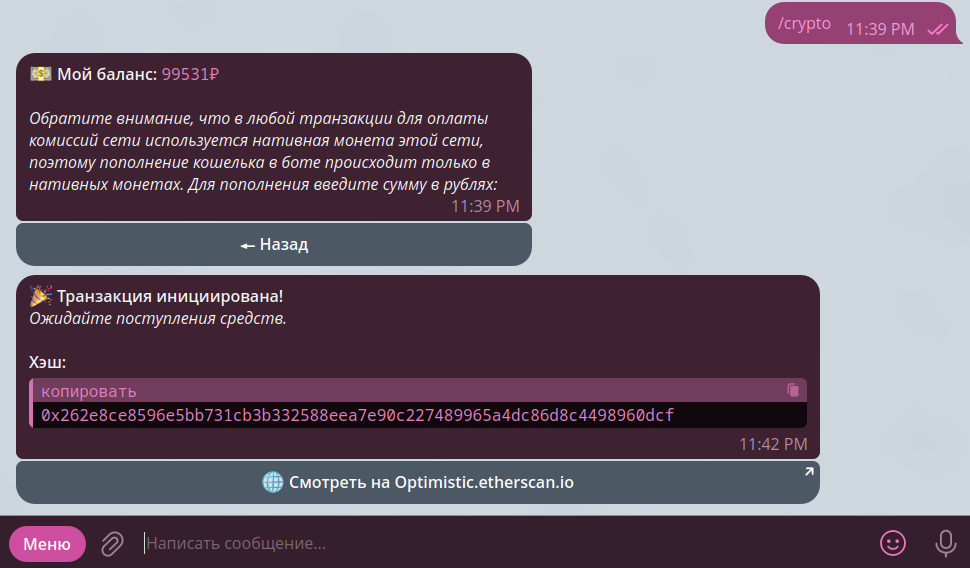 /crypto 11:39 PM
Мой баланс: 99531₽
Обратите внимание, что в любой транзакции для оплаты
комиссий сети используется нативная монета этой сети,
поэтому пополнение кошелька в боте происходит только в
нативных монетах. Для пополнения введите сумму в рублях:
11:39 PM
← Назад
Транзакция инициирована!
Ожидайте поступления средств.
Хэш:
копировать
0x262e8ce8596e5bb731cb3b332588eea7e90c227489965a4dc86d8c4498960dcf
11:42 PM
Смотреть на Optimistic.etherscan.io
Меню Написать сообщение...